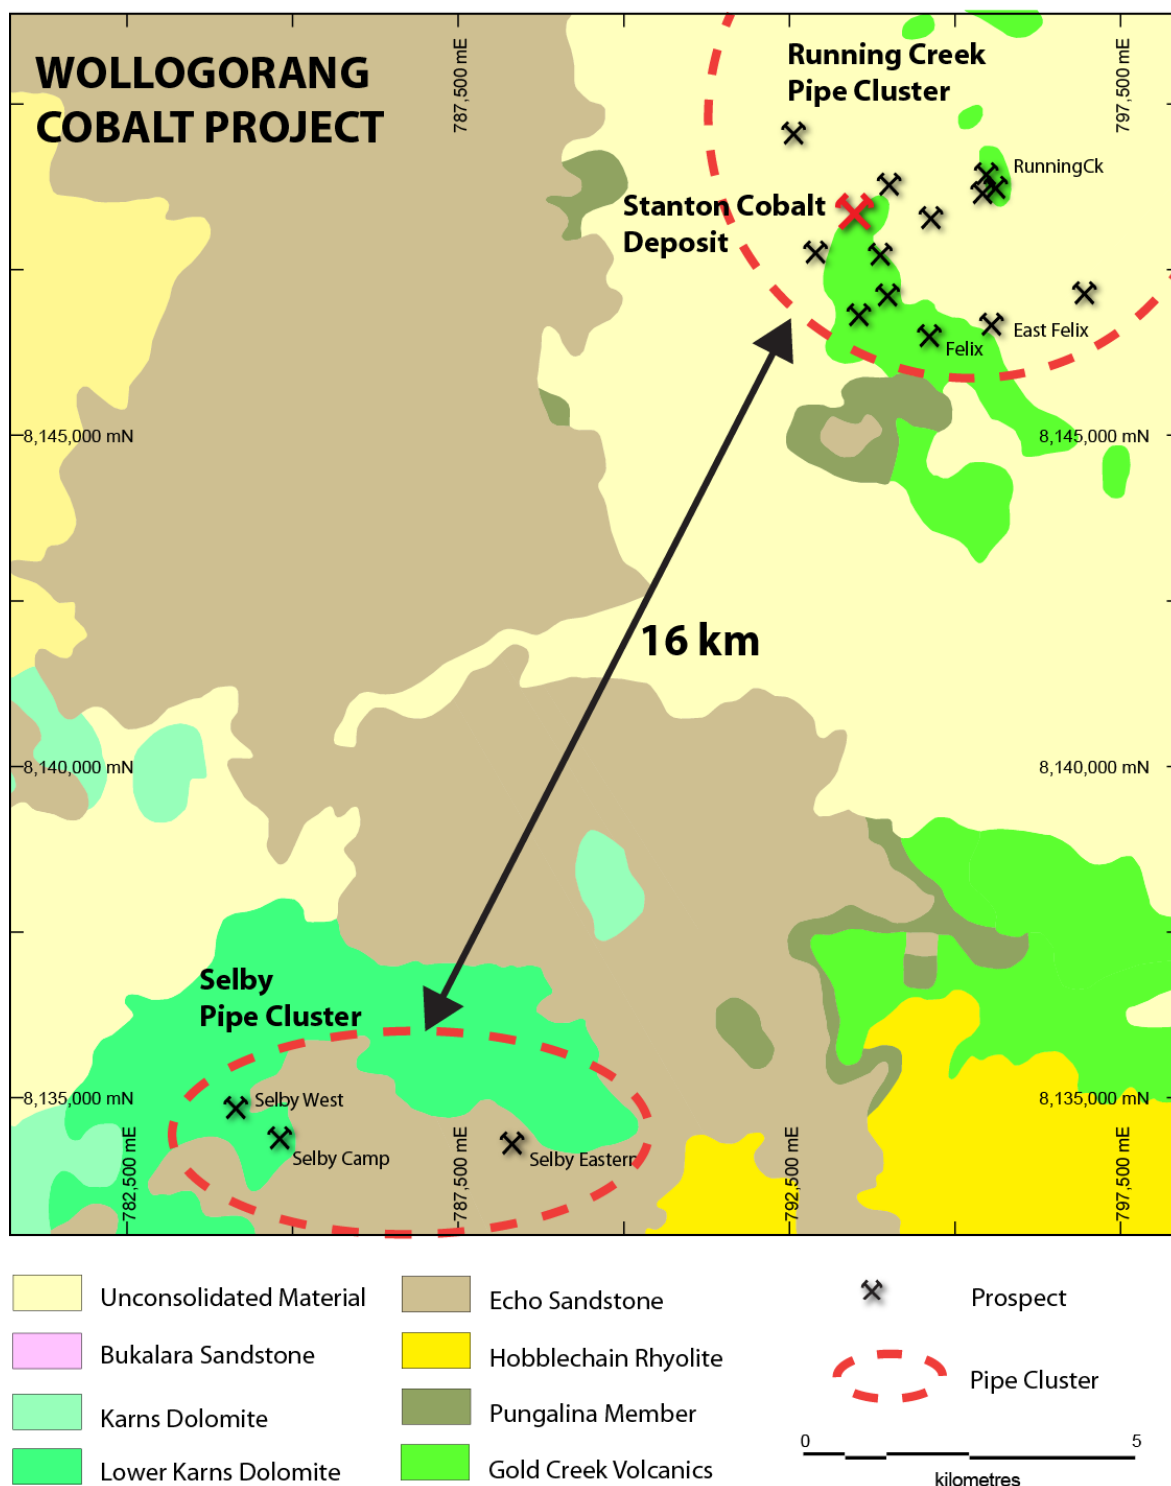 WOLLOGORANG
COBALT PROJECT
787,500 mE
Running Creek
Pipe Cluster
797,500 mE
RunningCk
Stanton Cobalt
Deposit
East Felix
Felix
8,145,000 mN
8,145,000 mN
16 km
8,140,000 mN
8,140,000 mN
Selby
Pipe Cluster
8,135,000 mN
Selby West
8,135,000 mN
Selby Camp
Selby Eastern
782,500 mE
787,500 mE
792,500 mE
797,500 mE
Unconsolidated Material
Echo Sandstone
Prospect
Bukalara Sandstone
Hobblechain Rhyolite
Pipe Cluster
Karns Dolomite
Pungalina Member
Lower Karns Dolomite
Gold Creek Volcanics
0
5
kilometres